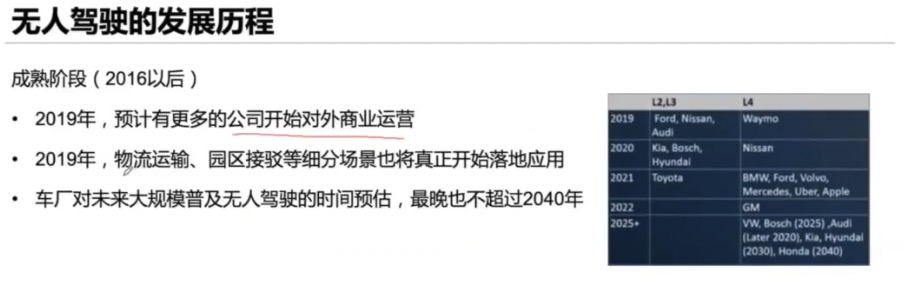 无人驾驶的发展历程
成熟阶段（2016以后）
• 2019年，预计有更多的公司开始对外商业运营
• 2019年，物流运输、园区接驳等细分场景也将真正开始落地应用
• 车厂对未来大规模普及无人驾驶的时间预估，最晚也不超过2040年
L2,L3 L4
2019 Ford, Nissan, Waymo
Audi
2020 Kia, Bosch, Nissan
Hyundai
2021 Toyota BMW, Ford, Volvo,
Mercedes, Uber, Apple
2022 GM
2025+ VW, Bosch (2025) ,Audi
(Later 2020), Kia, Hyundai
(2030), Honda (2040)